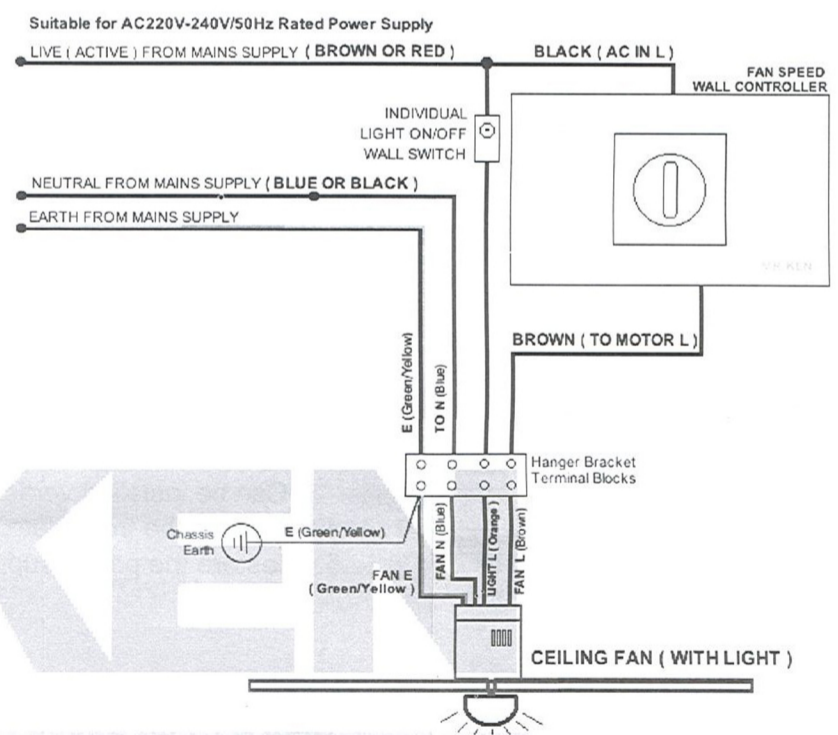 Suitable for AC220V-240V/50Hz Rated Power Supply
LIVE ( ACTIVE ) FROM MAINS SUPPLY ( BROWN OR RED )
BLACK ( AC IN L )
FAN SPEED
WALL CONTROLLER
INDIVIDUAL
LIGHT ON/OFF
WALL SWITCH
NEUTRAL FROM MAINS SUPPLY ( BLUE OR BLACK )
EARTH FROM MAINS SUPPLY
MR KEN
BROWN ( TO MOTOR L )
E (Green/Yellow)
TO N (Blue)
Hanger Bracket
Terminal Blocks
Chassis
Earth
E (Green/Yellow)
FAN N (Blue)
LIGHT L ( Orange )
FAN L (Brown)
FAN E
( Green/Yellow )
KEN
CEILING FAN ( WITH LIGHT )